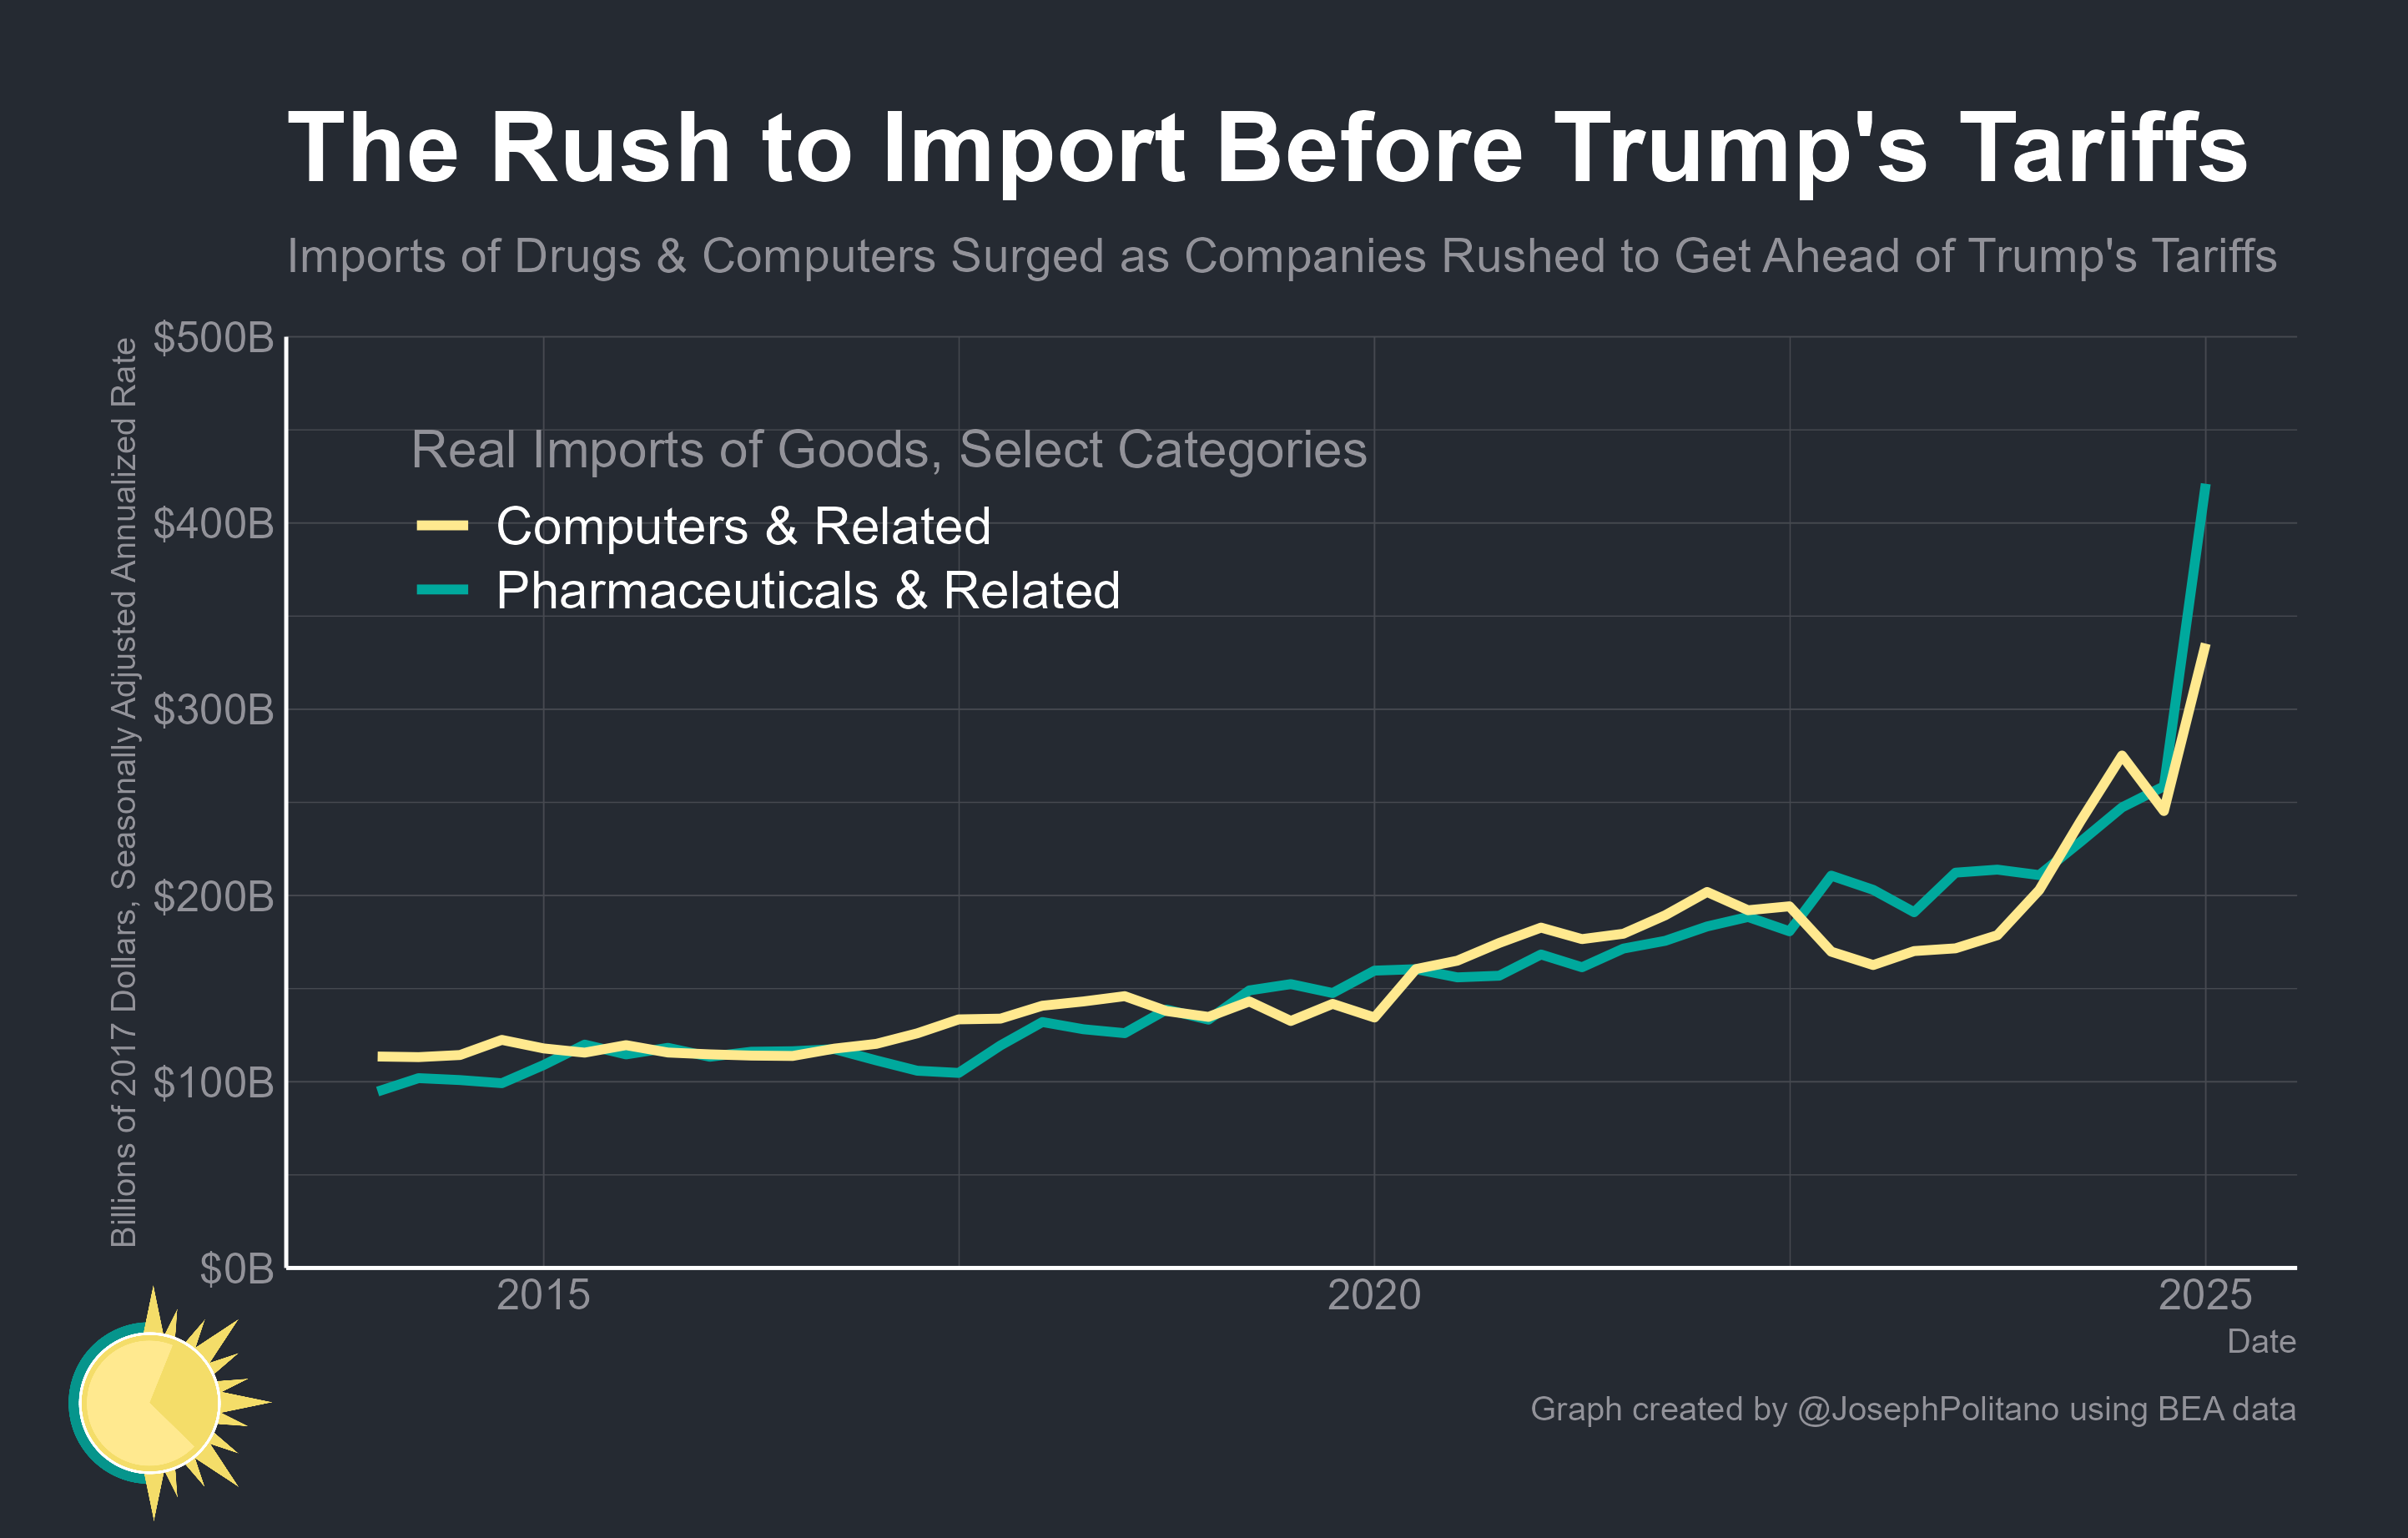 The Rush to Import Before Trump's Tariffs
Imports of Drugs & Computers Surged as Companies Rushed to Get Ahead of Trump's Tariffs
Billions of 2017 Dollars, Seasonally Adjusted Annualized Rate
$500B
$400B
$300B
$200B
$100B
$0B
Real Imports of Goods, Select Categories
Computers & Related
Pharmaceuticals & Related
2015
2020
2025
Date
Graph created by @JosephPolitano using BEA data